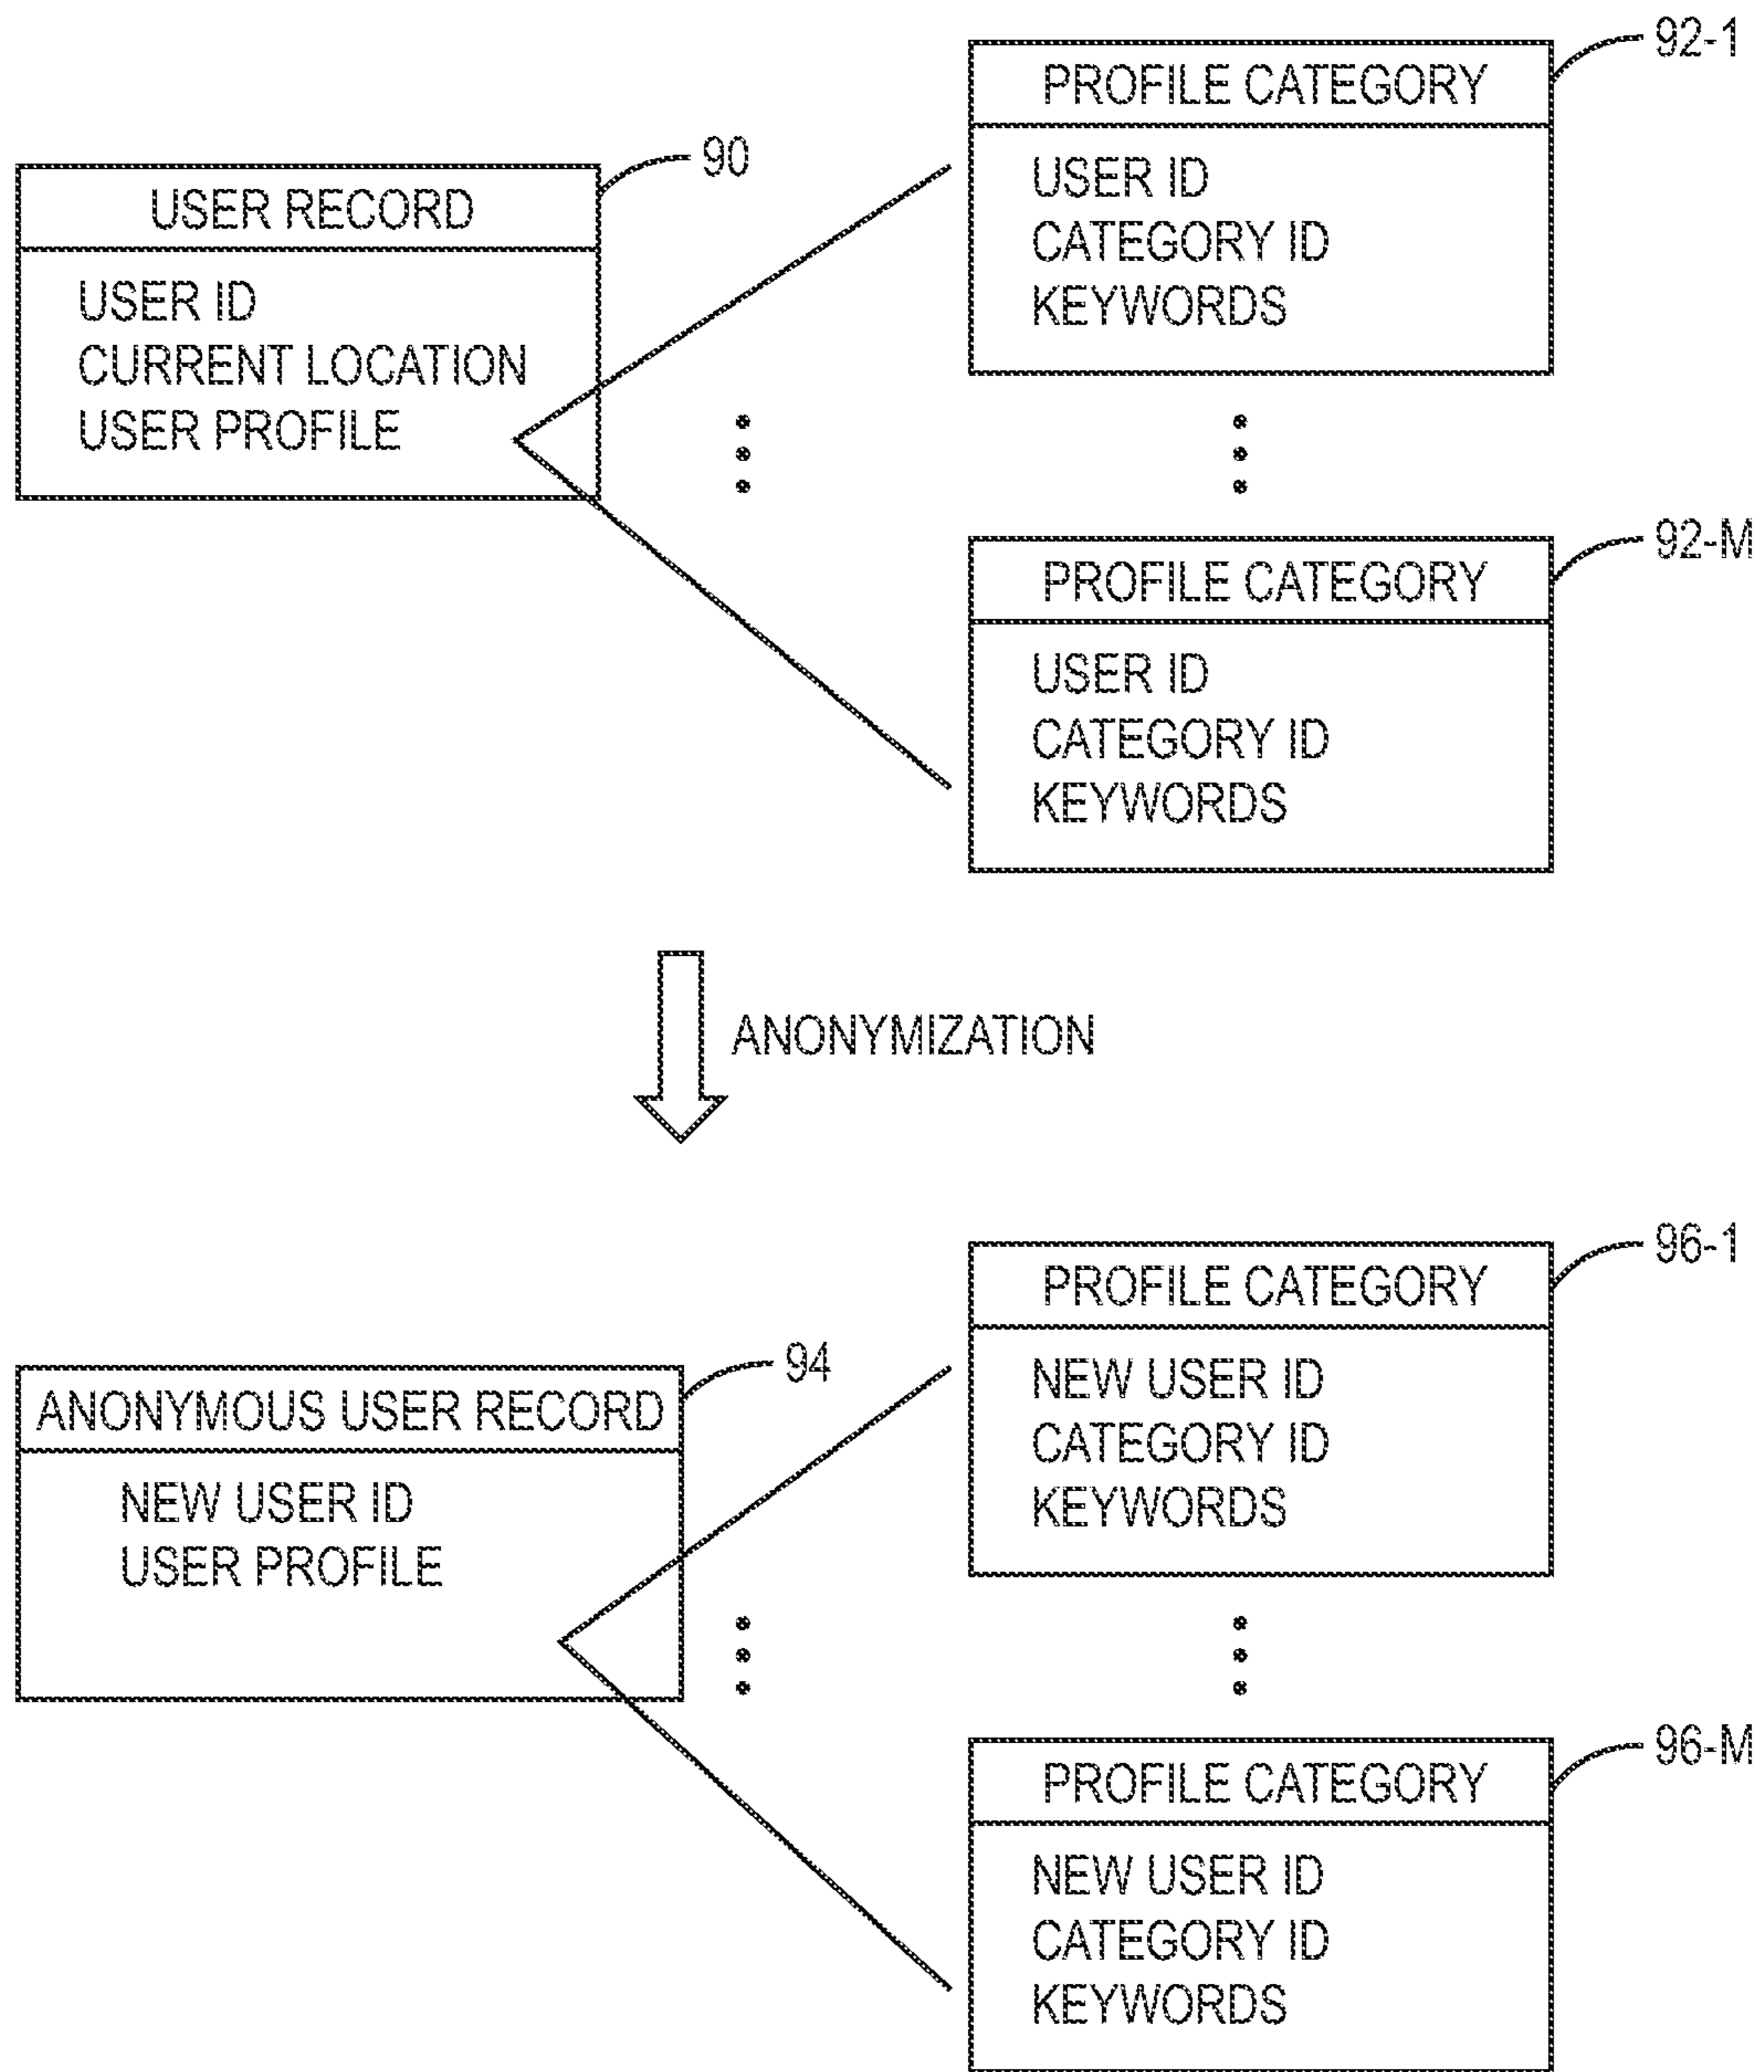 92-1
PROFILE CATEGORY
USER ID
CATEGORY ID
KEYWORDS
90
USER RECORD
USER ID
CURRENT LOCATION
USER PROFILE
92-M
PROFILE CATEGORY
USER ID
CATEGORY ID
KEYWORDS
ANONYMIZATION
96-1
PROFILE CATEGORY
NEW USER ID
CATEGORY ID
KEYWORDS
94
ANONYMOUS USER RECORD
NEW USER ID
USER PROFILE
96-M
PROFILE CATEGORY
NEW USER ID
CATEGORY ID
KEYWORDS